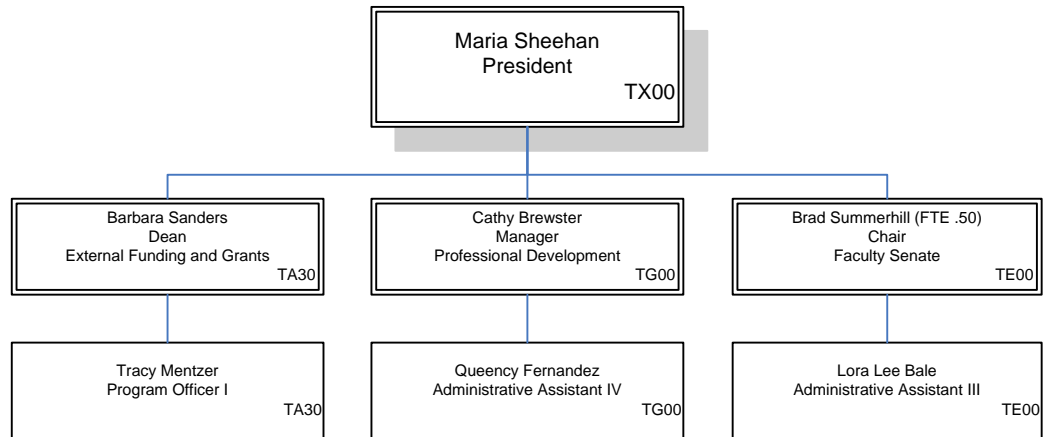 Maria Sheehan
President
TX00
Barbara Sanders
Dean
External Funding and Grants
TA30
Cathy Brewster
Manager
Professional Development
TG00
Brad Summerhill (FTE .50)
Chair
Faculty Senate
TE00
Tracy Mentzer
Program Officer I
TA30
Queency Fernandez
Administrative Assistant IV
TG00
Lora Lee Bale
Administrative Assistant III
TE00